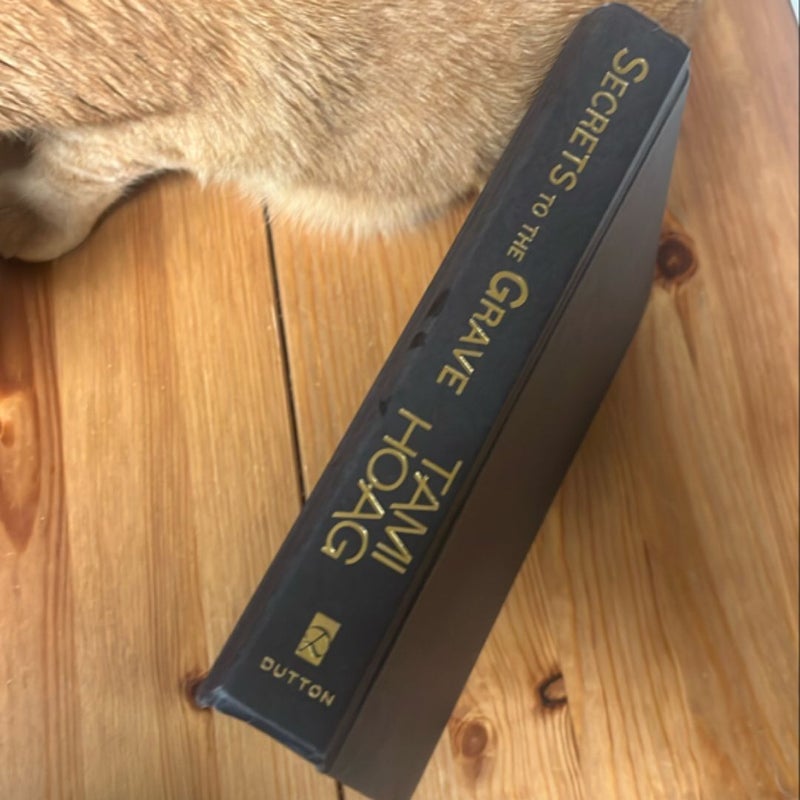 SECRETS TO THE GRAVE
TAMI
HOAG
DUTTON